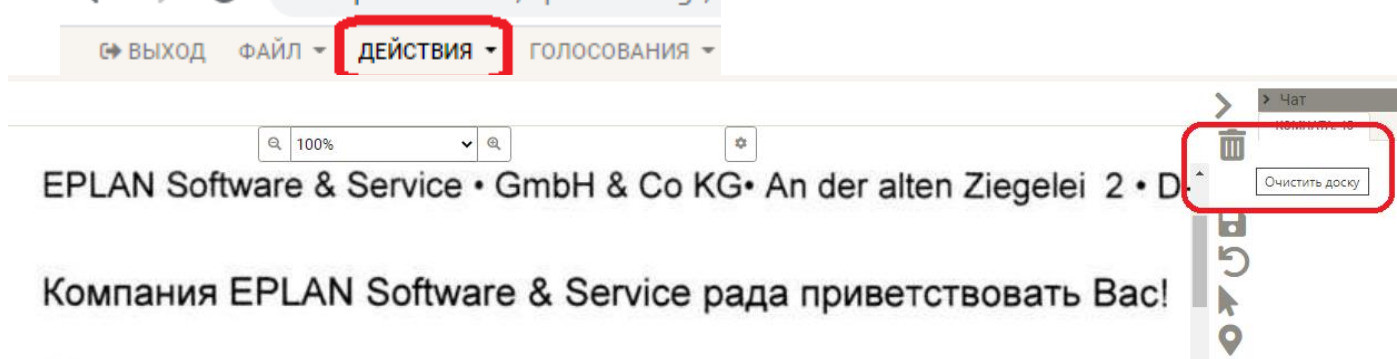 ВЫХОД ФАЙЛ ДЕЙСТВИЯ ГОЛОСОВАНИЯ
Чат
100%
Очистить доску
EPLAN Software & Service • GmbH & Co KG• An der alten Ziegelei 2 • D-
Компания EPLAN Software & Service рада приветствовать Вас!